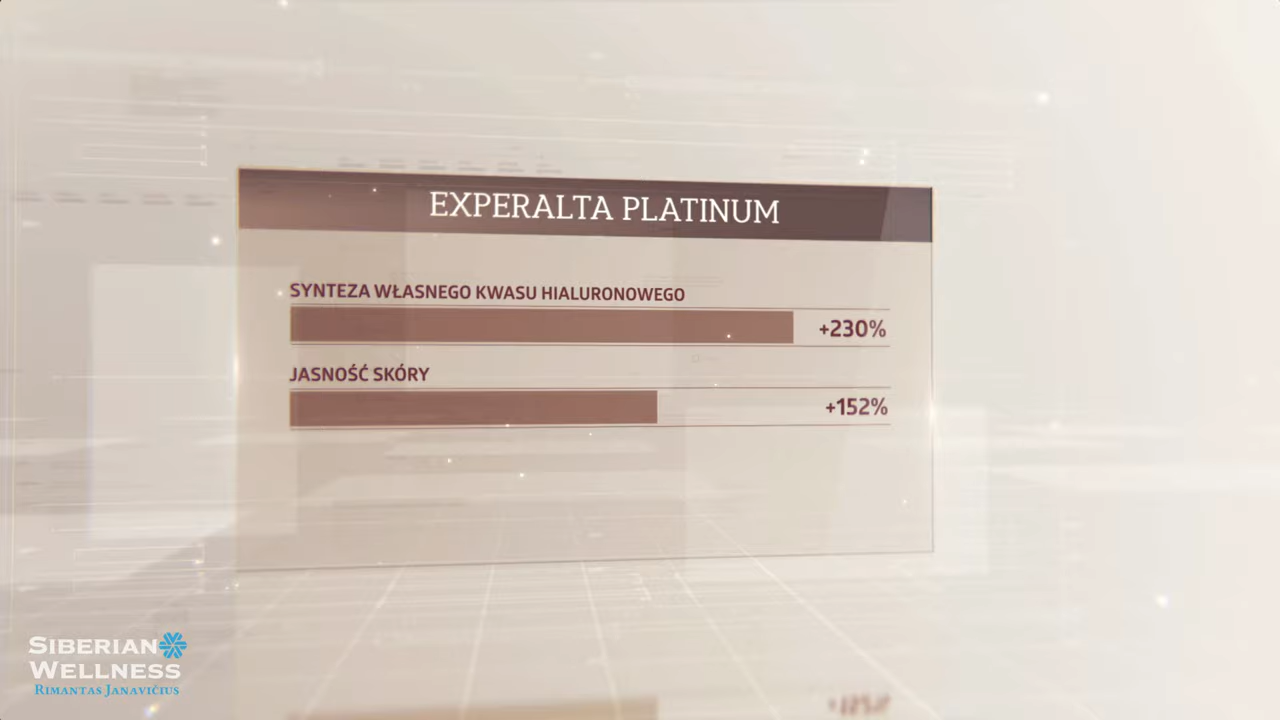 EXPERALTA PLATINUM
SYNTEZA WŁASNEGO KWASU HIALURONOWEGO
+230%
JASNOŚĆ SKÓRY
+152%
SIBERIAN
WELLNESS
RIMANTAS JANAVIČIUS